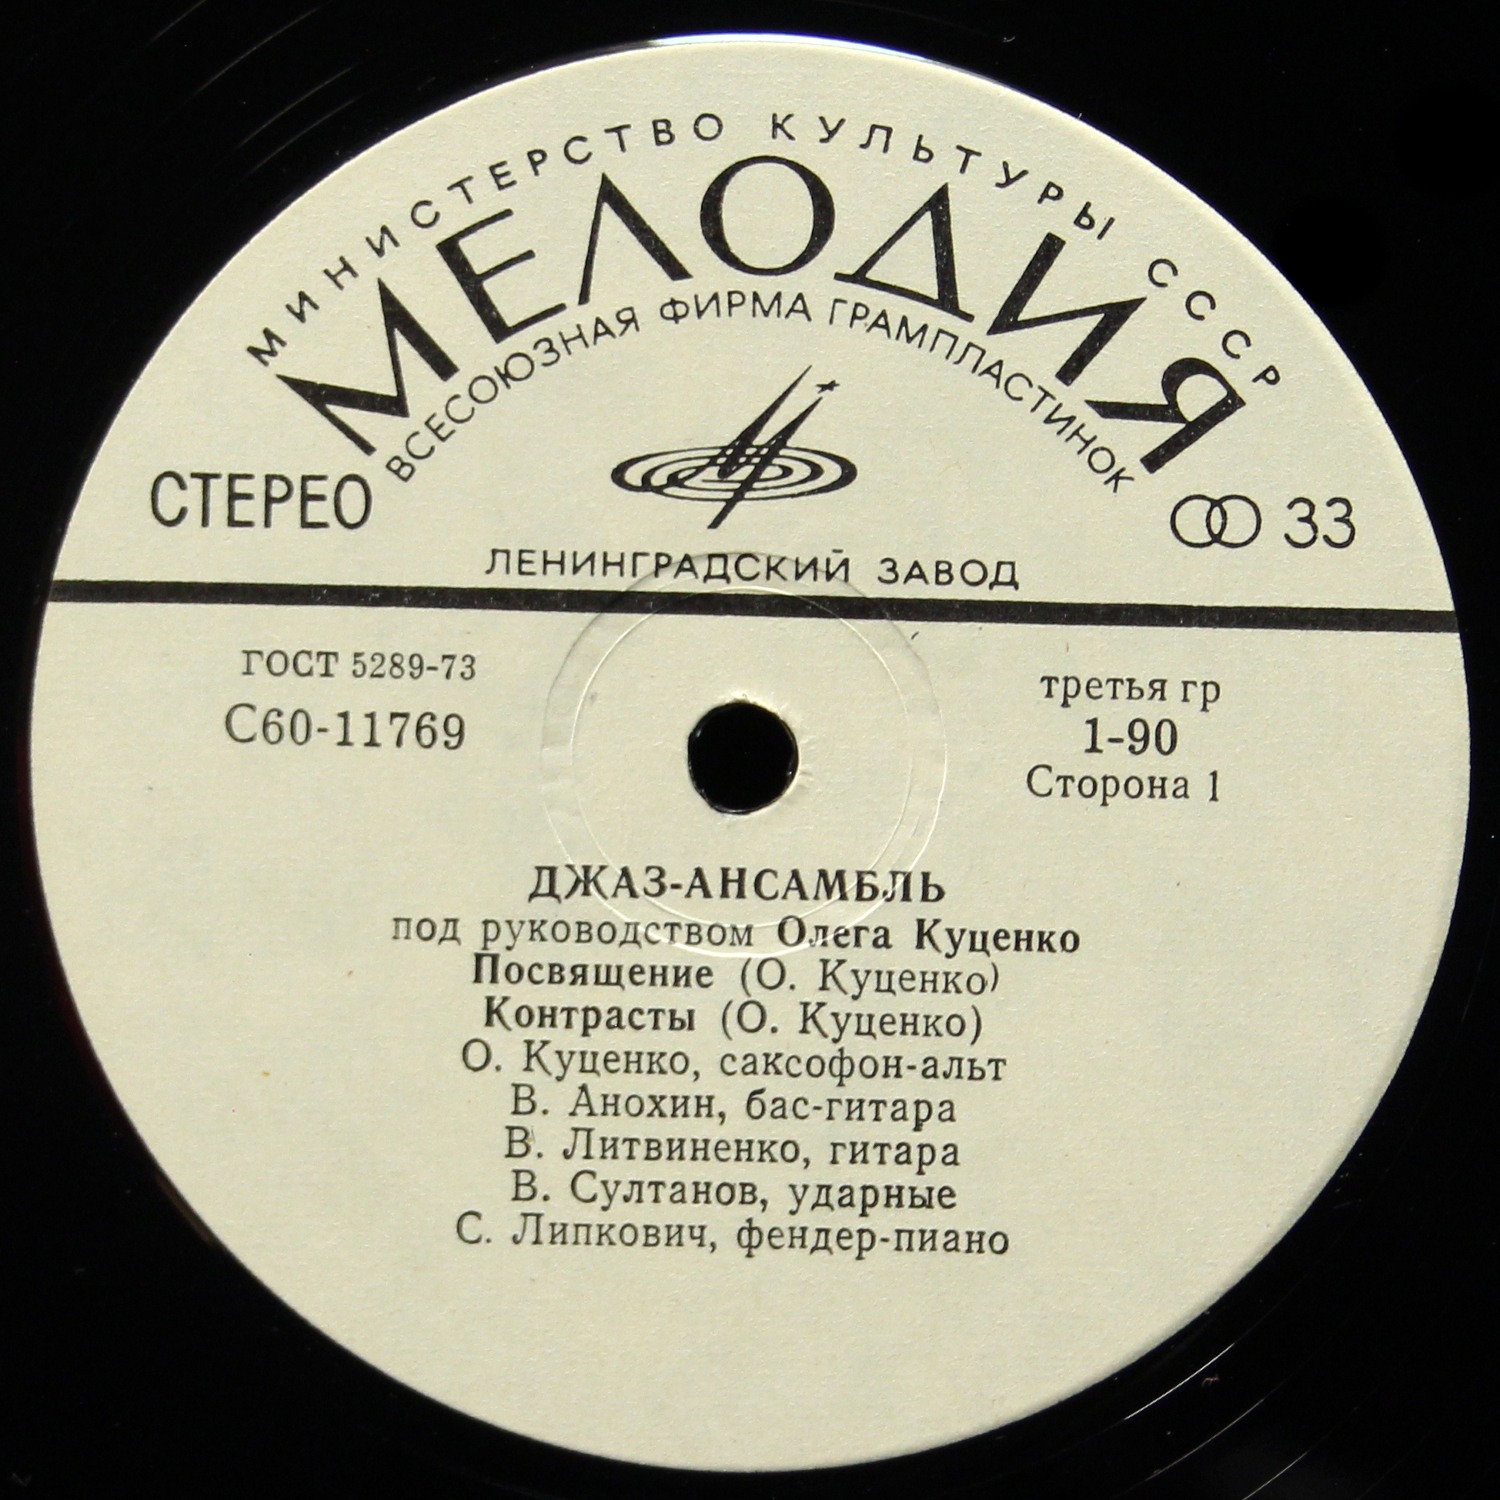 МИНИСТЕРСТВО КУЛЬТУРЫ СССР
МЕЛОДИЯ
ВСЕСОЮЗНАЯ ФИРМА ГРАМПЛАСТИНОК
СТЕРЕО
33
ЛЕНИНГРАДСКИЙ ЗАВОД
ГОСТ 5289-73
С60-11769
третья гр
1-90
Сторона 1
ДЖАЗ-АНСАМБЛЬ
под руководством Олега Куценко
Посвящение (О. Куценко)
Контрасты (О. Куценко)
О. Куценко, саксофон-альт
В. Анохин, бас-гитара
В. Литвиненко, гитара
В. Султанов, ударные
С. Липкович, фендер-пиано